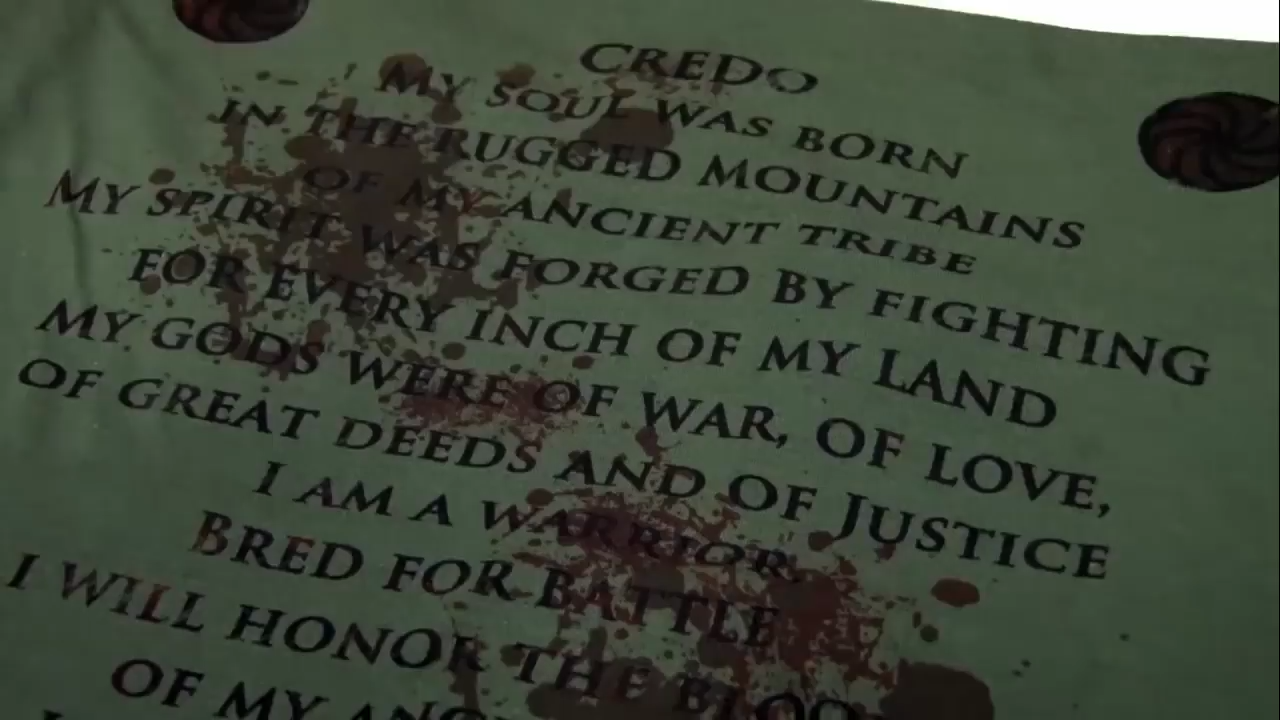 CREDO
MY SOUL WAS BORN
IN THE RUGGED MOUNTAINS
OF MY ANCIENT TRIBE
MY SPIRIT WAS FORGED BY FIGHTING
FOR EVERY INCH OF MY LAND
MY GODS WERE OF WAR, OF LOVE,
OF GREAT DEEDS AND OF JUSTICE
I AM A WARRIOR.
BRED FOR BATTLE
I WILL HONOR THE
OF MY